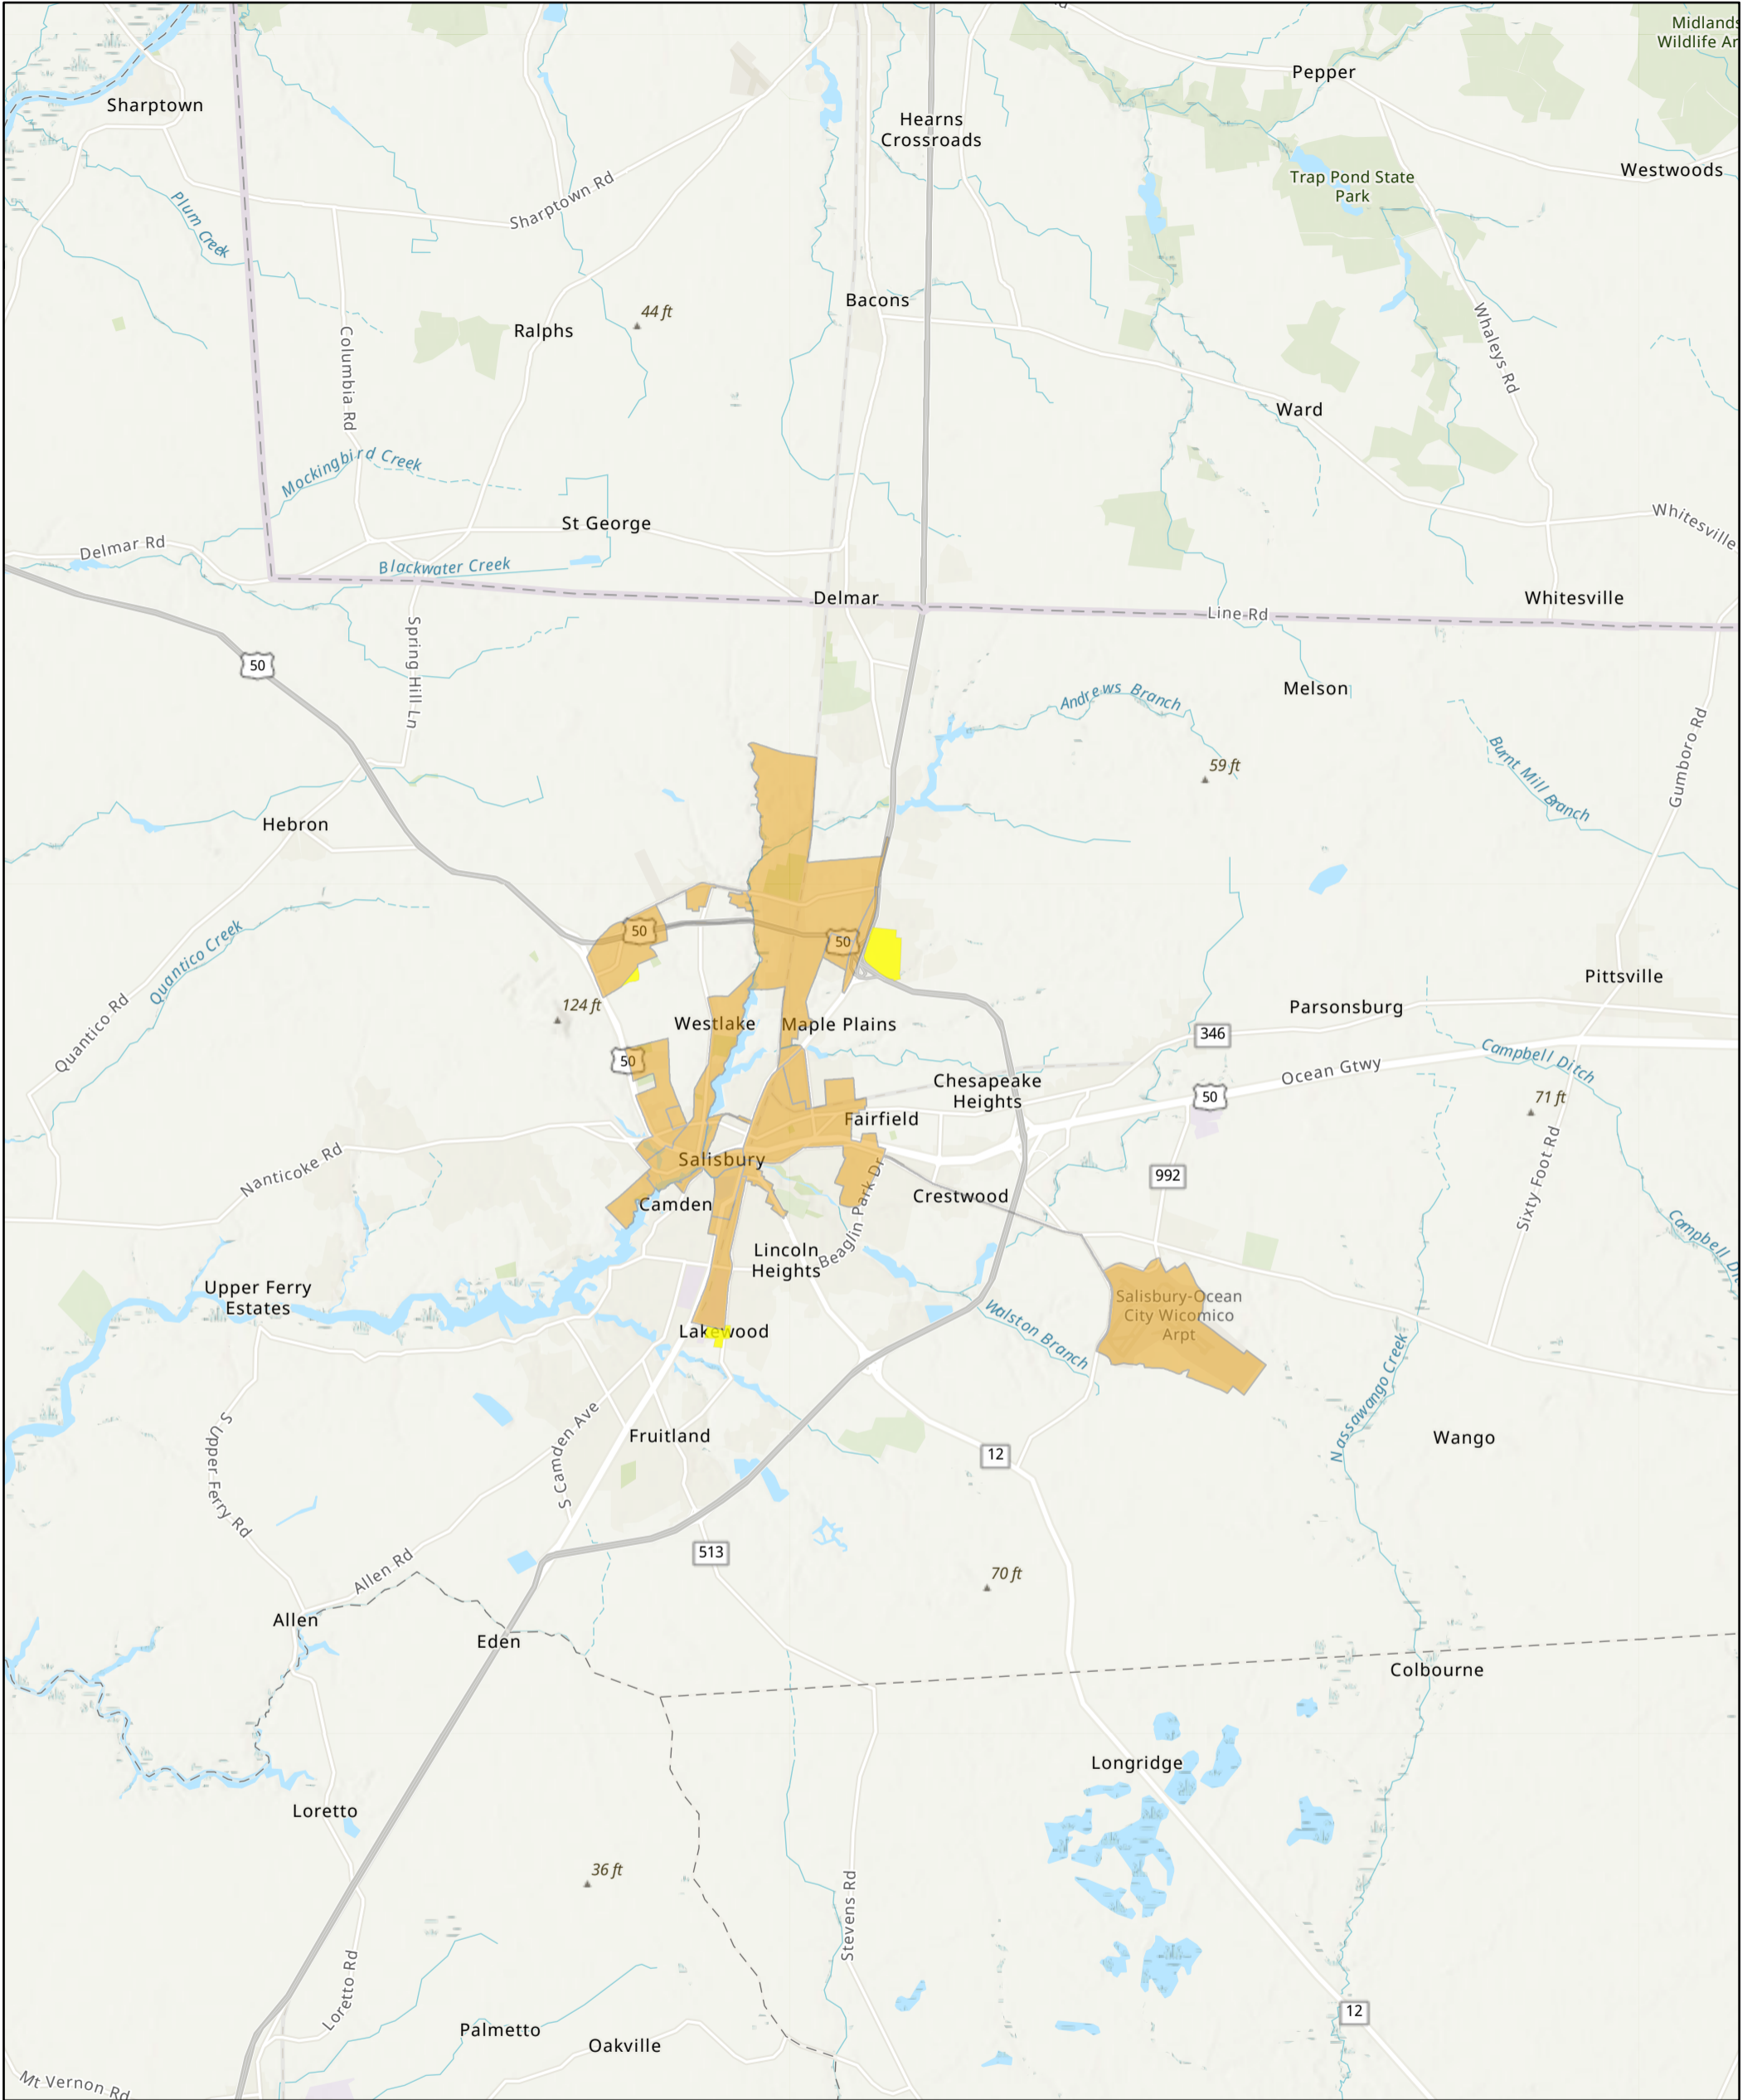 Midlands
Wildlife Ar
Pepper
Sharptown
Hearns
Crossroads
Westwoods
Trap Pond State
Park
Sharptown Rd
Plum Creek
Bacons
44 ft
Ralphs
Columbia Rd
Whaleys Rd
Ward
Mockingbird Creek
St George
Whitesville
Delmar Rd
Blackwater Creek
Delmar
Whitesville
Line Rd
50
Spring Hill Ln
Melson
Andrews Branch
Gumboro Rd
59 ft
Burnt Mill Branch
Hebron
50
50
Quantico Creek
Pittsville
124 ft
Parsonsburg
Westlake
Maple Plains
Quantico Rd
346
50
Campbell Ditch
Ocean Gtwy
Chesapeake
Heights
50
71 ft
Fairfield
Salisbury
Nanticoke Rd
992
Sixty Foot Rd
Camden
Crestwood
Beaglin Park Dr
Campbell Di
Lincoln
Heights
Upper Ferry
Estates
Salisbury-Ocean
City Wicomico
Arpt
Walston Branch
Lakewood
Nassawango Creek
S Upper Ferry Rd
S Camden Ave
Fruitland
Wango
12
513
Allen Rd
70 ft
Allen
Eden
Colbourne
Longridge
Loretto
36 ft
Stevens Rd
Loretto Rd
12
Palmetto
Oakville
Mt Vernon Rd